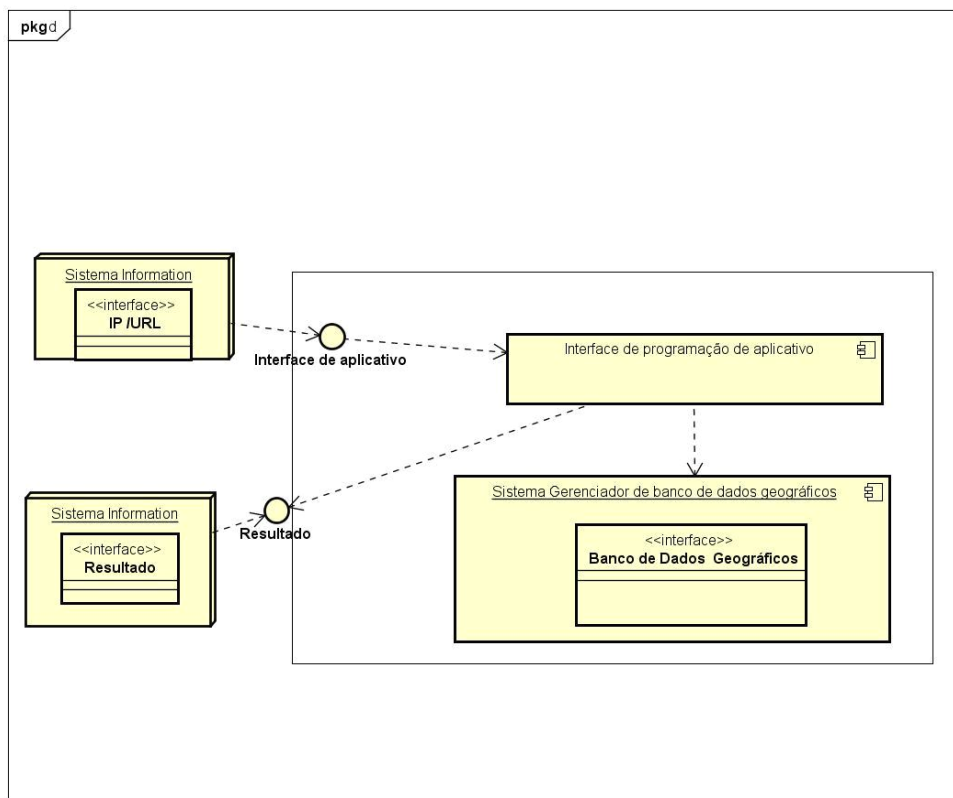 pkgd
Sistema Information
<<interface>>
IP /URL
Interface de aplicativo
Interface de programação de aplicativo
Sistema Information
<<interface>>
Resultado
Resultado
Sistema Gerenciador de banco de dados geográficos
<<interface>>
Banco de Dados Geográficos